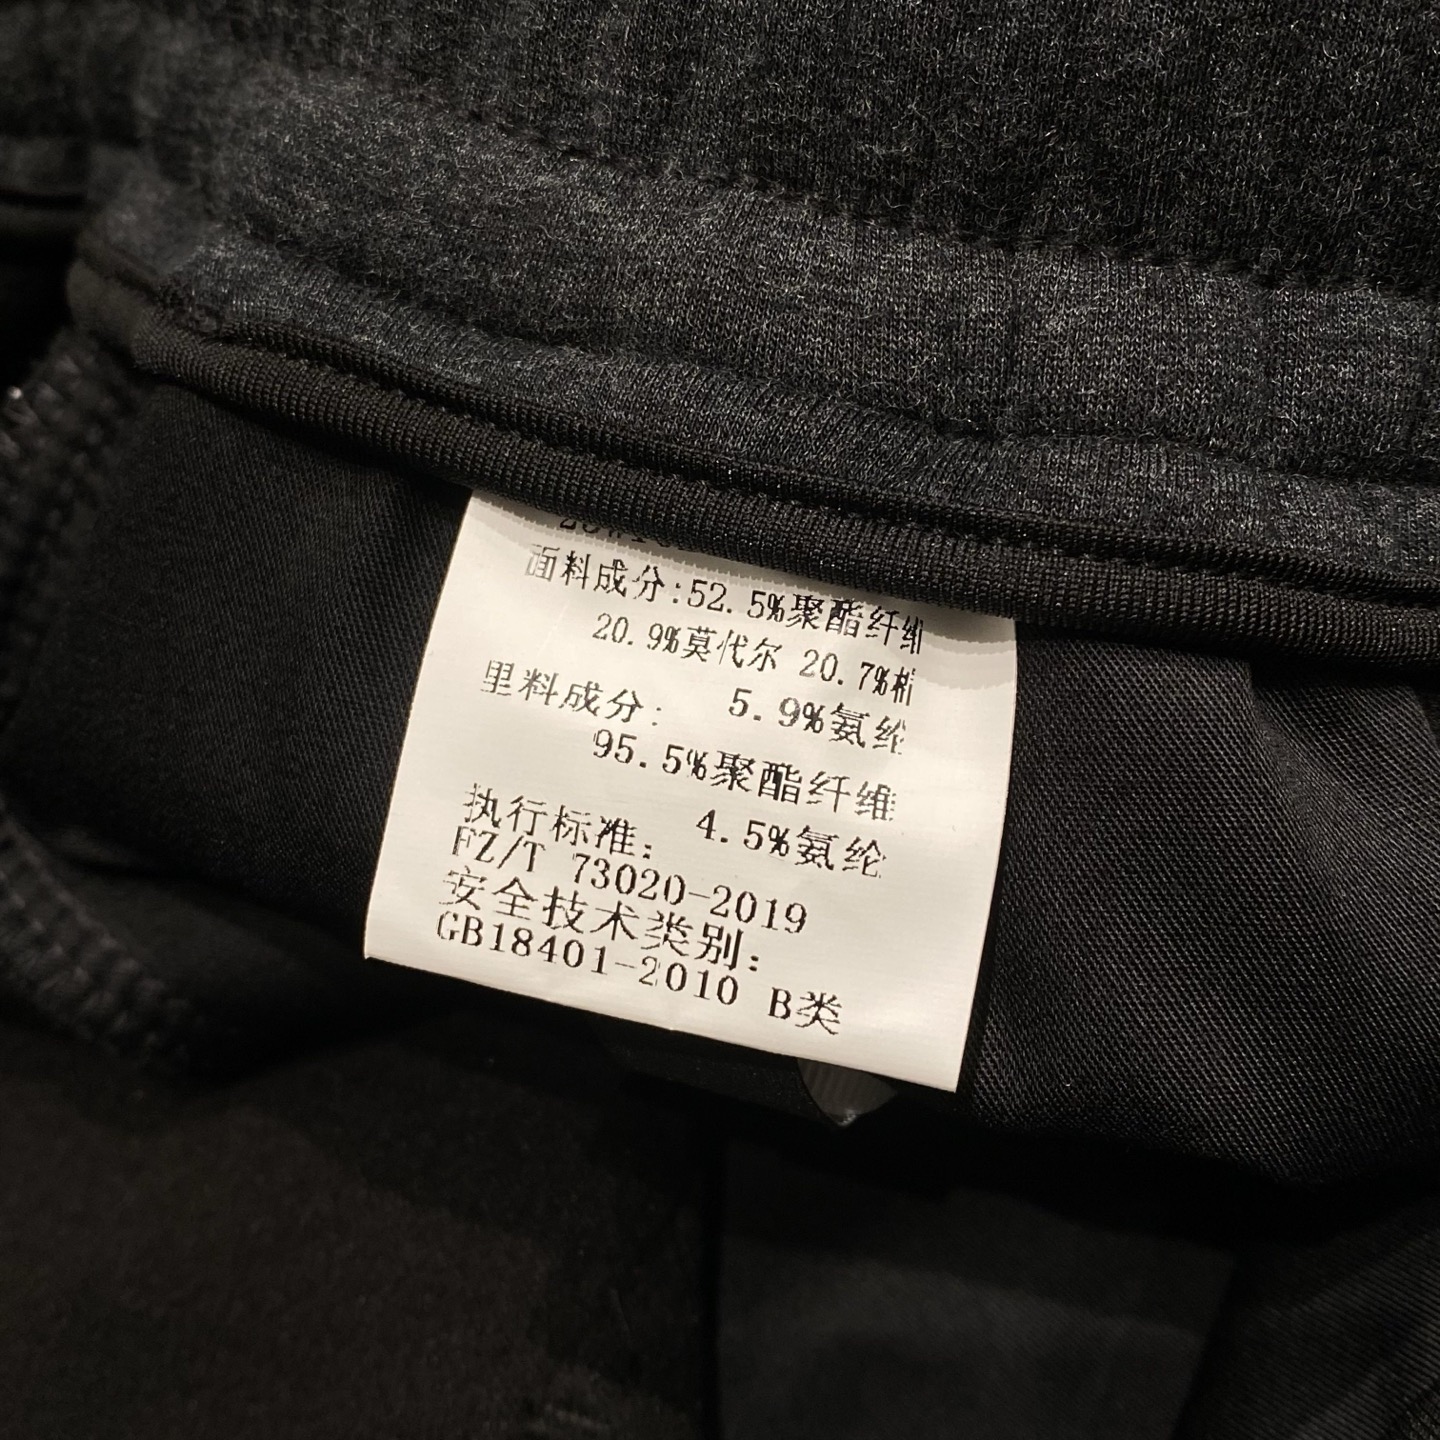 面料成分:52.5%聚酯纤维
20.9%莫代尔 20.7%
5.9%氨纶
里料成分:
95.5%聚酯纤维
4.5%氨纶
执行标准:
FZ/T 73020-2019
安全技术类别:
GB18401-2010 B类